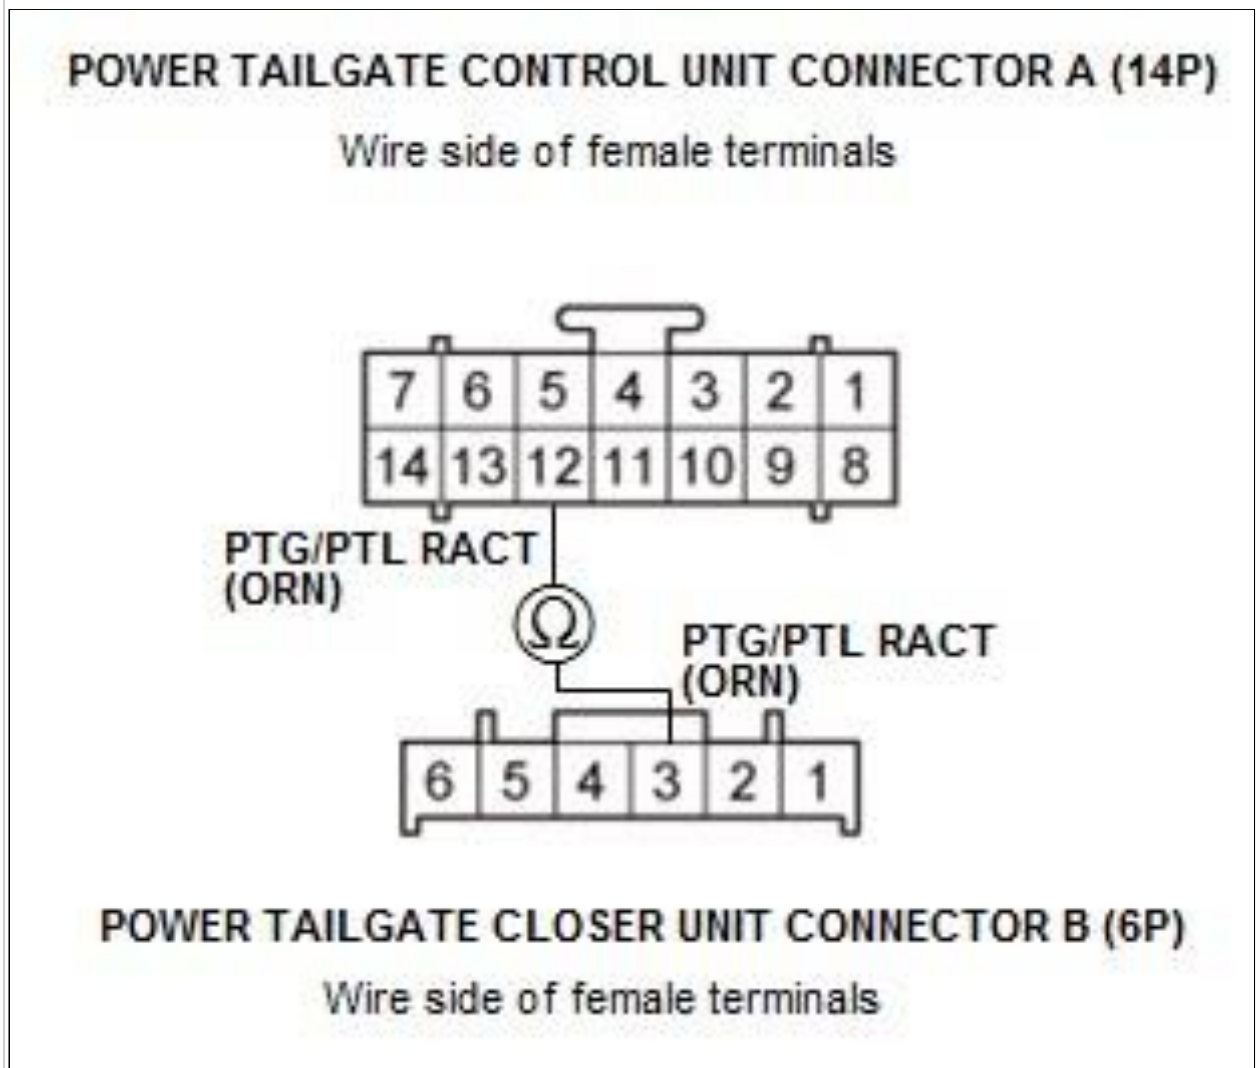 POWER TAILGATE CONTROL UNIT CONNECTOR A (14P)
Wire side of female terminals
7 6 5 4 3 2 1
14 13 12 11 10 9 8
PTG/PTL RACT
(ORN)
Ω
PTG/PTL RACT
(ORN)
6 5 4 3 2 1
POWER TAILGATE CLOSER UNIT CONNECTOR B (6P)
Wire side of female terminals